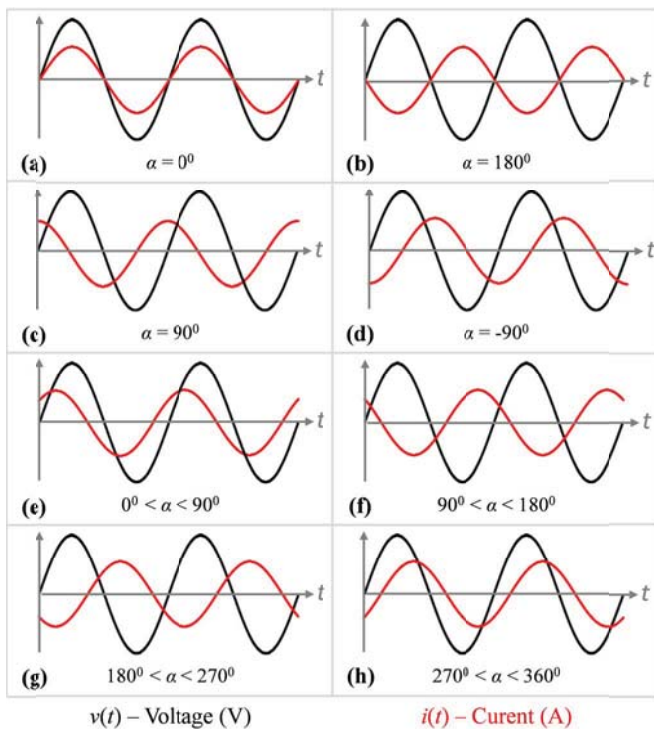 t
t
(a) α = 0⁰
(b) α = 180⁰
t
t
(c) α = 90⁰
(d) α = -90⁰
t
t
(e) 0⁰ < α < 90⁰
(f) 90⁰ < α < 180⁰
t
t
(g) 180⁰ < α < 270⁰
(h) 270⁰ < α < 360⁰
v(t) – Voltage (V)
i(t) – Curent (A)